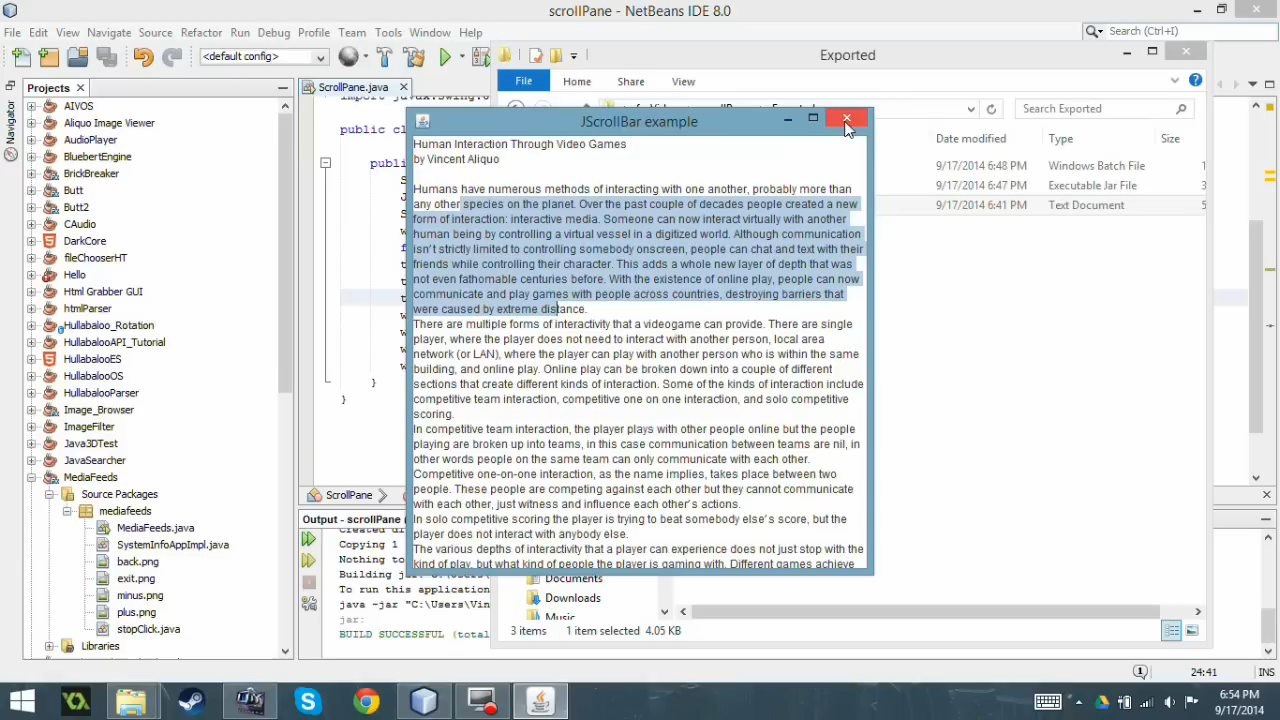 scrollPane - NetBeans IDE 8.0
File Edit View Navigate Source Refactor Run Debug Profile Team Tools Window Help
Search (Ctrl+I)
<default config>
Exported
File Home Share View
Search Exported
Date modified Type Size
9/17/2014 6:48 PM Windows Batch File 1
9/17/2014 6:47 PM Executable Jar File
9/17/2014 6:41 PM Text Document 5
Navigator
Projects
AIVOS
Aliquo Image Viewer
AudioPlayer
BluebertEngine
BrickBreaker
Butt
Butt2
CAudio
DarkCore
fileChooserHT
Hello
Html Grabber GUI
htmlParser
Hullabaloo_Rotation
HullabalooAPI_Tutorial
HullabalooES
HullabalooOS
HullabalooParser
Image_Browser
ImageFilter
Java3DTest
JavaSearcher
MediaFeeds
Source Packages
mediafeeds
MediaFeeds.java
SystemInfoAppImpl.java
back.png
exit.png
minus.png
plus.png
stopClick.java
Libraries
ScrollPane.java
public cl
publi
}
}
ScrollPane
JScrollBar example
Human Interaction Through Video Games
by Vincent Aliquo
Humans have numerous methods of interacting with one another, probably more than
any other species on the planet. Over the past couple of decades people created a new
form of interaction: interactive media. Someone can now interact virtually with another
human being by controlling a virtual vessel in a digitized world. Although communication
isn't strictly limited to controlling somebody onscreen, people can chat and text with their
friends while controlling their character. This adds a whole new layer of depth that was
not even fathomable centuries before. With the existence of online play, people can now
communicate and play games with people across countries, destroying barriers that
were caused by extreme distance.
There are multiple forms of interactivity that a videogame can provide. There are single
player, where the player does not need to interact with another person, local area
network (or LAN), where the player can play with another person who is within the same
building, and online play. Online play can be broken down into a couple of different
sections that create different kinds of interaction. Some of the kinds of interaction include
competitive team interaction, competitive one on one interaction, and solo competitive
scoring.
In competitive team interaction, the player plays with other people online but the people
playing are broken up into teams, in this case communication between teams are nil, in
other words people on the same team can only communicate with each other.
Competitive one-on-one interaction, as the name implies, takes place between two
people. These people are competing against each other but they cannot communicate
with each other, just witness and influence each other's actions.
In solo competitive scoring the player is trying to beat somebody else's score, but the
player does not interact with anybody else.
The various depths of interactivity that a player can experience does not just stop with the
kind of play, but what kind of people the player is gaming with. Different games achieve
Output - scrollPane (
Copying 1
Nothing to
Building jar: C:\Users
To run this application
java -jar "C:\Users\Vin
jar:
BUILD SUCCESSFUL (total
Documents
Downloads
Music
3 items 1 item selected 4.05 KB
24:41 INS
6:54 PM
9/17/2014